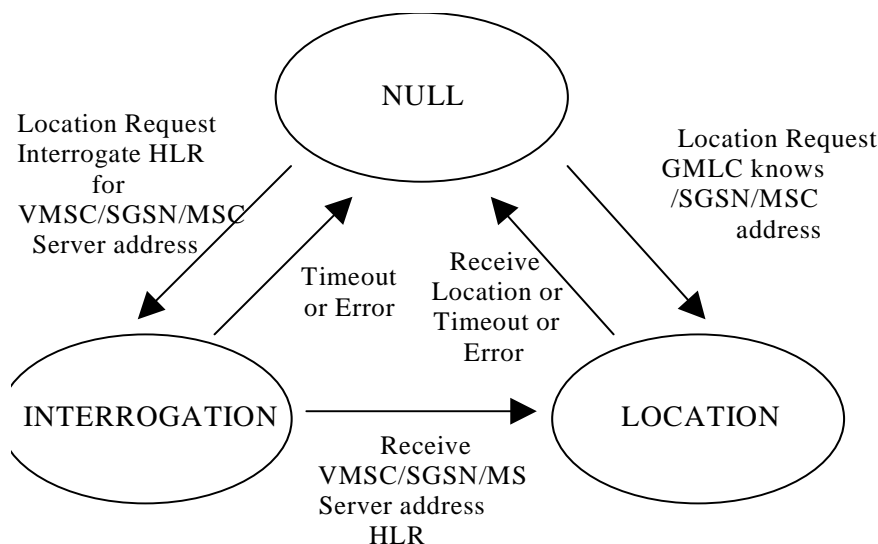 NULL
Location Request
Interrogate HLR
for
VMSC/SGSN/MSC
Server address
Location Request
GMLC knows
/SGSN/MSC
address
Timeout
or Error
Receive
Location or
Timeout or
Error
INTERROGATION
LOCATION
Receive
VMSC/SGSN/MS
Server address
HLR